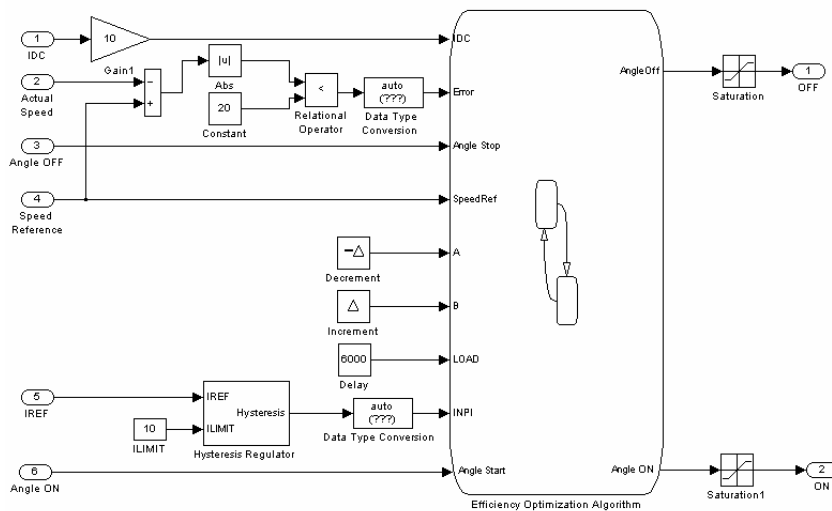 1
IDC
10
Gain1
2
Actual
Speed
−
+
|u|
Abs
20
Constant
<
Relational
Operator
auto
(???)
Data Type
Conversion
3
Angle OFF
4
Speed
Reference
−△
Decrement
△
Increment
6000
Delay
5
IREF
10
ILIMIT
IREF
ILIMIT
Hysteresis
Hysteresis Regulator
auto
(???)
Data Type Conversion
6
Angle ON
IDC
Error
Angle Stop
SpeedRef
A
B
LOAD
INPI
Angle Start
AngleOff
Angle ON
Efficiency Optimization Algorithm
Saturation
1
OFF
Saturation1
2
ON